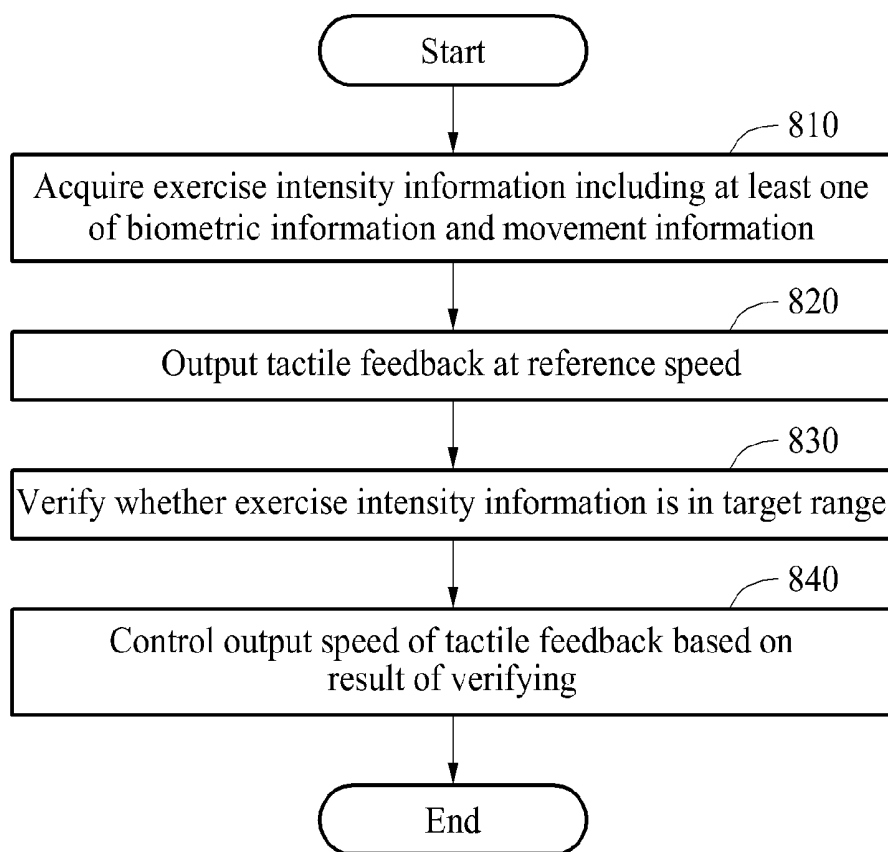 Start
810
Acquire exercise intensity information including at least one
of biometric information and movement information
820
Output tactile feedback at reference speed
830
Verify whether exercise intensity information is in target range
840
Control output speed of tactile feedback based on
result of verifying
End